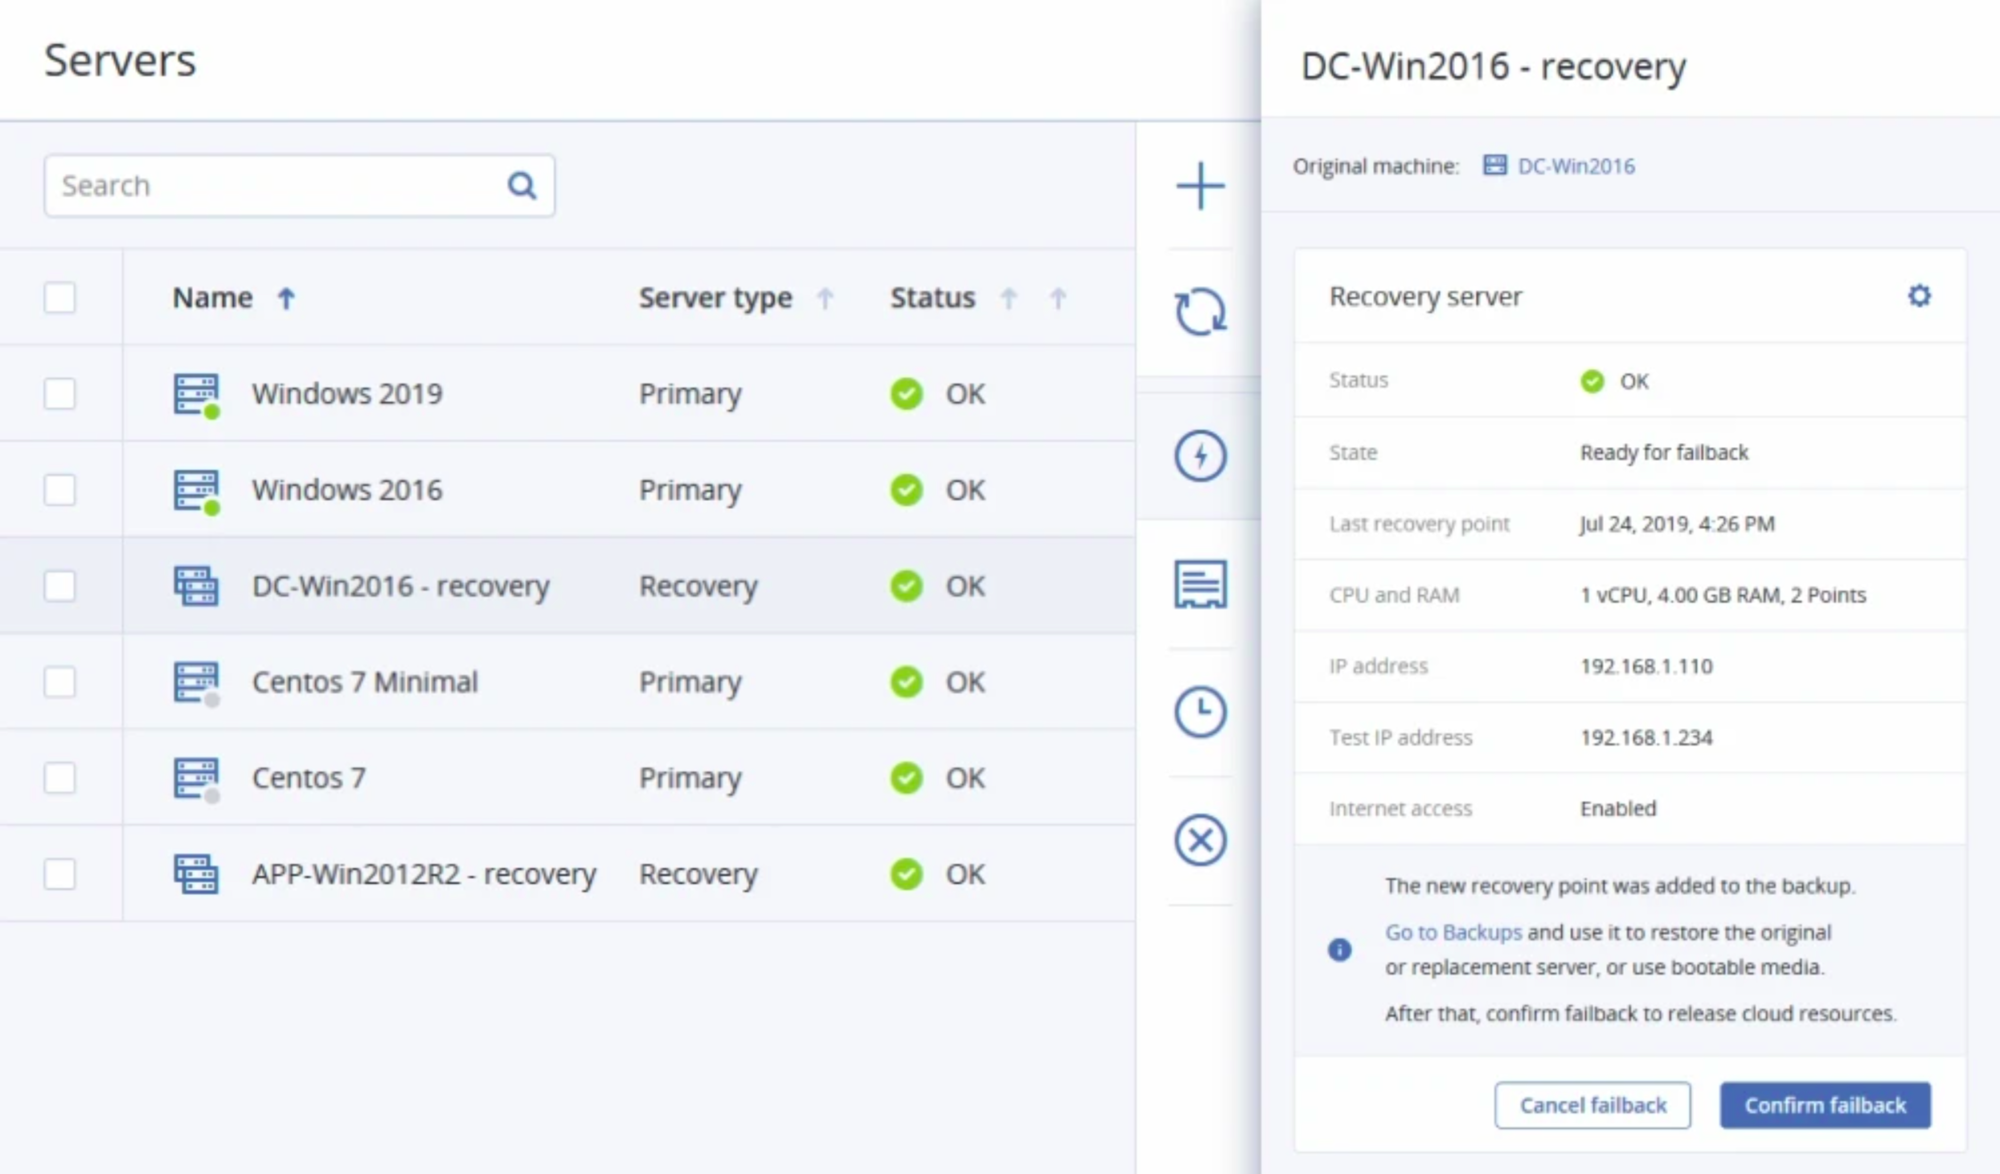 Servers
Search
Name Server type Status
Windows 2019 Primary OK
Windows 2016 Primary OK
DC-Win2016 - recovery Recovery OK
Centos 7 Minimal Primary OK
Centos 7 Primary OK
APP-Win2012R2 - recovery Recovery OK
DC-Win2016 - recovery
Original machine: DC-Win2016
Recovery server
Status OK
State Ready for failback
Last recovery point Jul 24, 2019, 4:26 PM
CPU and RAM 1 vCPU, 4.00 GB RAM, 2 Points
IP address 192.168.1.110
Test IP address 192.168.1.234
Internet access Enabled
The new recovery point was added to the backup.
Go to Backups and use it to restore the original
or replacement server, or use bootable media.
After that, confirm failback to release cloud resources.
Cancel failback Confirm failback